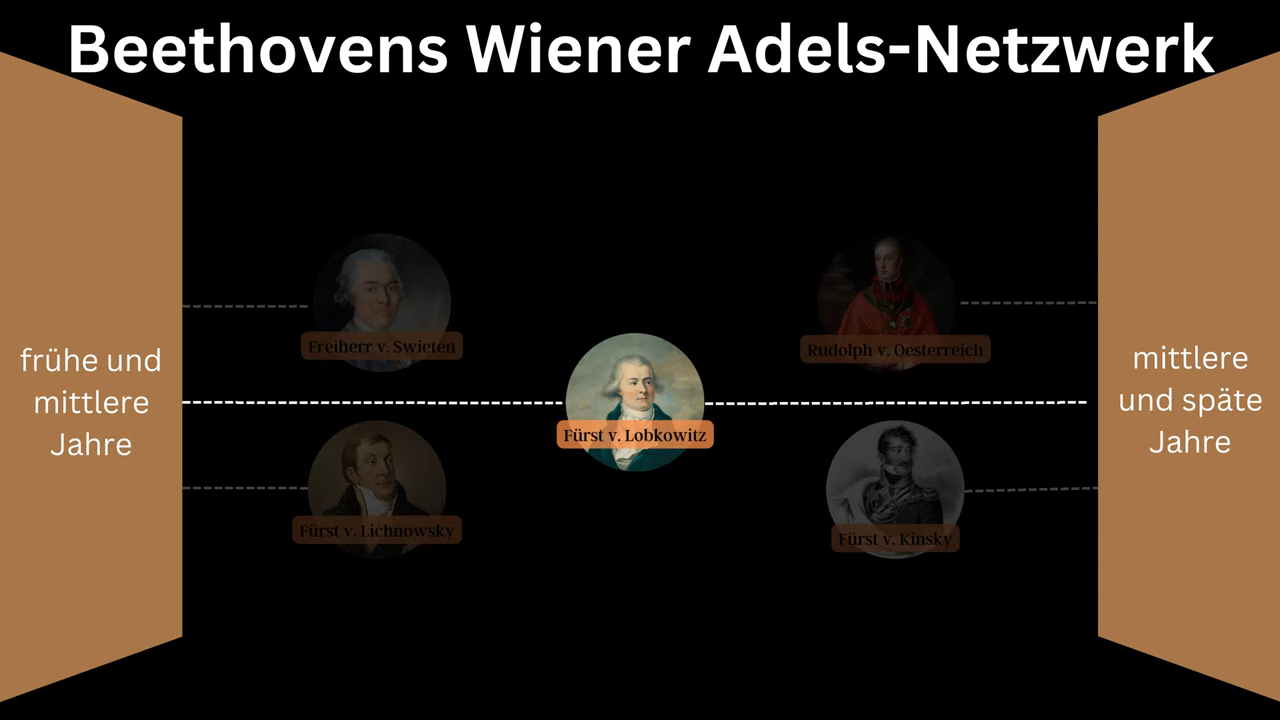 Beethovens Wiener Adels-Netzwerk
frühe und
mittlere
Jahre
Freiherr v. Swieten
Fürst v. Lichnowsky
Fürst v. Lobkowitz
Rudolph v. Oesterreich
Fürst v. Kinsky
mittlere
und späte
Jahre